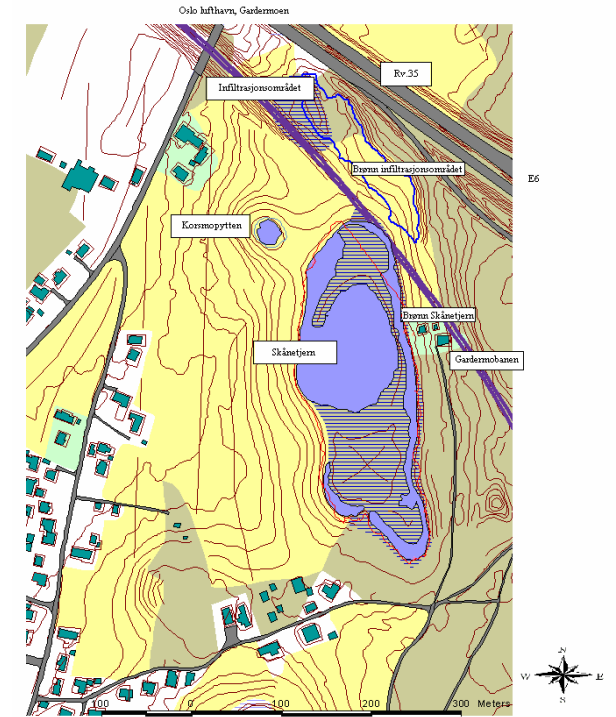 Oslo lufthavn, Gardermoen
Rv.35
Infiltrasjonsområdet
Brønn infiltrasjonsområdet
E6
Korsmopytten
Brønn Skånetjern
Skånetjern
Gardermobanen
N
W E
S
100 0 100 200 300 Meters